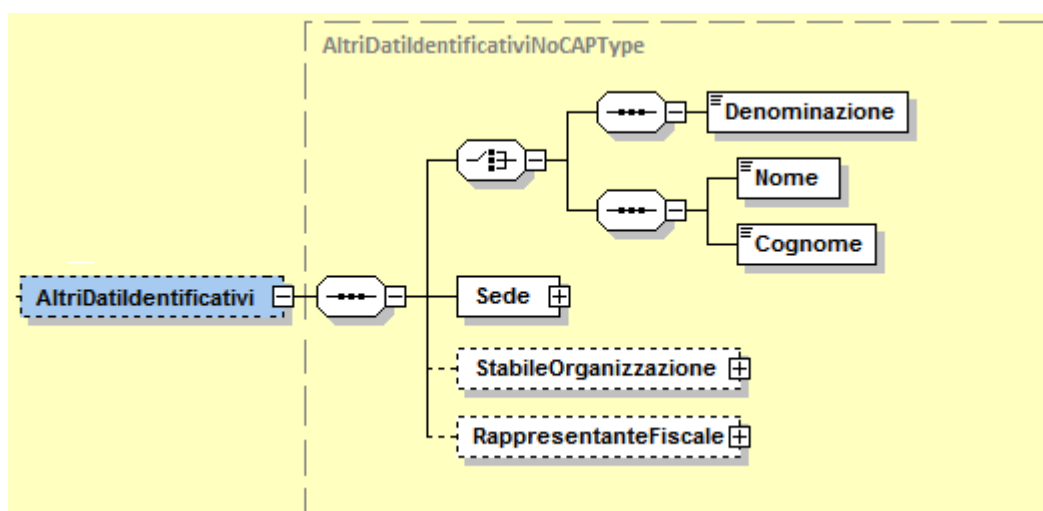 AltriDatiIdentificativiNoCAPType
Denominazione
Nome
Cognome
AltriDatiIdentificativi
Sede
StabileOrganizzazione
RappresentanteFiscale